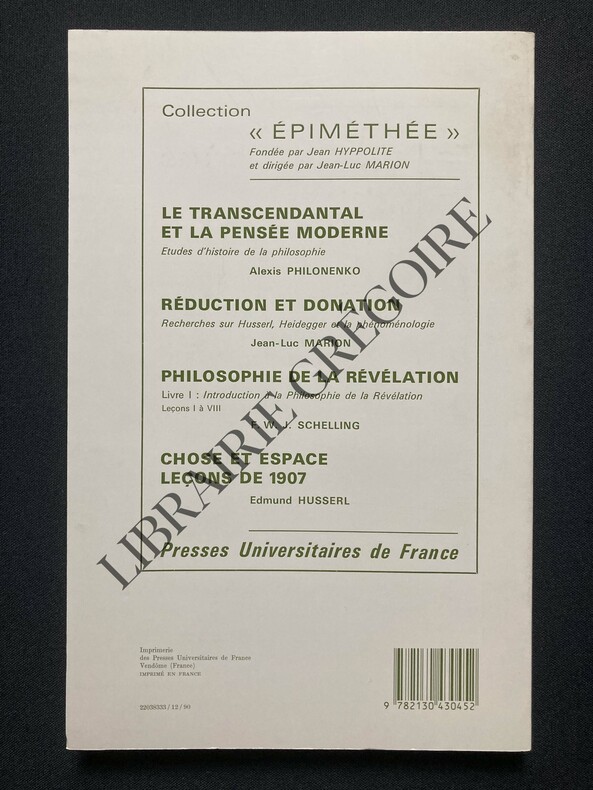 Collection
« ÉPIMÉTHÉE »
Fondée par Jean HYPPOLITE
et dirigée par Jean-Luc MARION
LE TRANSCENDANTAL
ET LA PENSÉE MODERNE
Etudes d'histoire de la philosophie
Alexis PHILONENKO
RÉDUCTION ET DONATION
Recherches sur Husserl, Heidegger et la phénoménologie
Jean-Luc MARION
PHILOSOPHIE DE LA RÉVÉLATION
Livre I : Introduction à la Philosophie de la Révélation
Leçons I à VIII
F. W. J. SCHELLING
CHOSE ET ESPACE
LEÇONS DE 1907
Edmund HUSSERL
Presses Universitaires de France
LIBRAIRIE GRÉGOIRE
Imprimerie
des Presses Universitaires de France
Vendôme (France)
IMPRIMÉ EN FRANCE
22038333 / 12 / 90
9 782130 430452